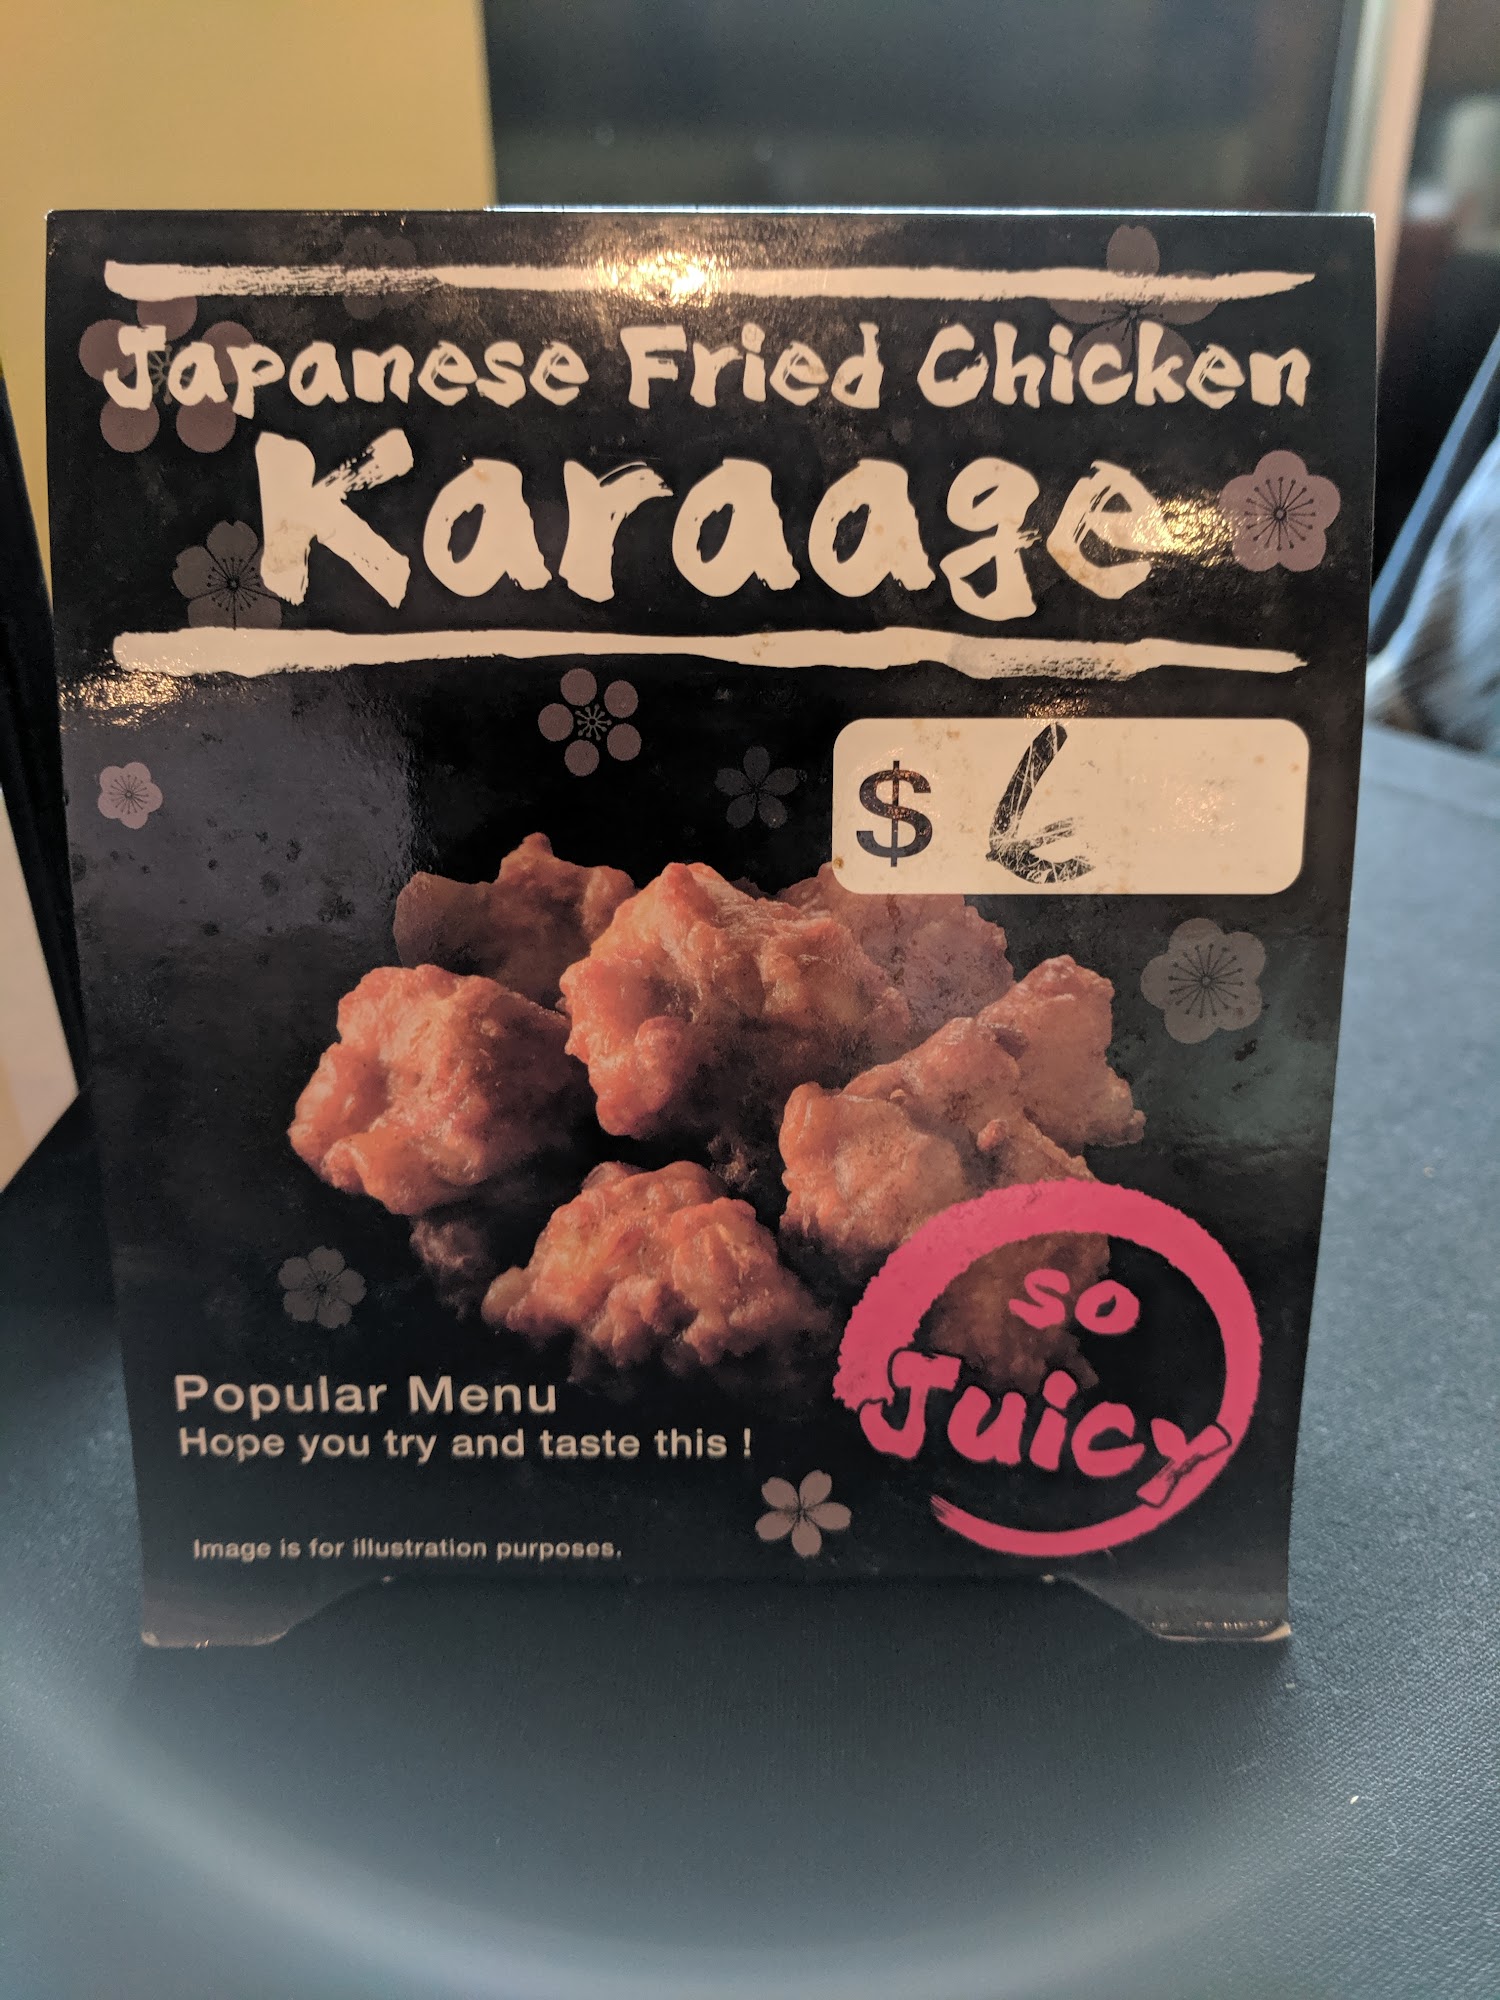 Japanese Fried Chicken
Karaage
$ 6
so
Juicy
Popular Menu
Hope you try and taste this !
Image is for illustration purposes.